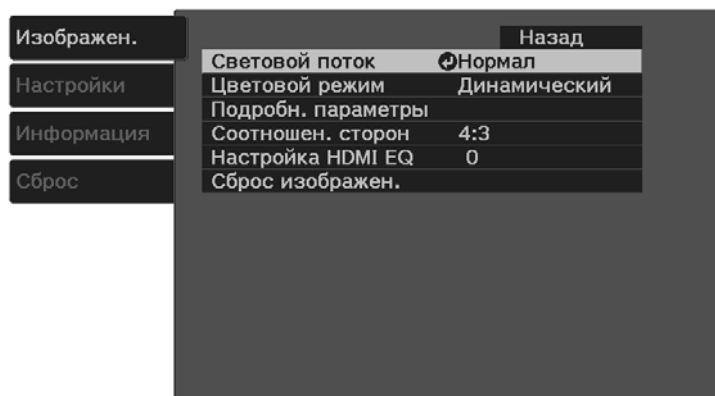 Изображен.
Настройки
Информация
Сброс
Назад
Световой поток Нормал
Цветовой режим Динамический
Подробн. параметры
Соотношен. сторон 4:3
Настройка HDMI EQ 0
Сброс изображен.